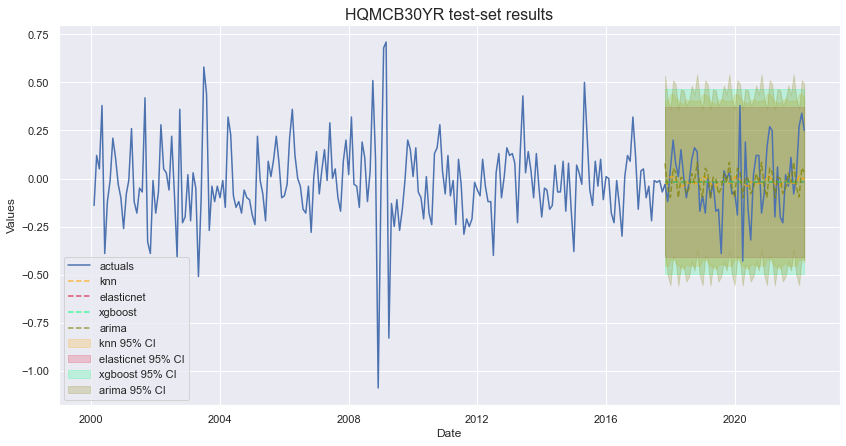 HQMCB30YR test-set results
Values
0.75
0.50
0.25
0.00
−0.25
−0.50
−0.75
−1.00
actuals
knn
elasticnet
xgboost
arima
knn 95% CI
elasticnet 95% CI
xgboost 95% CI
arima 95% CI
2000
2004
2008
2012
2016
2020
Date